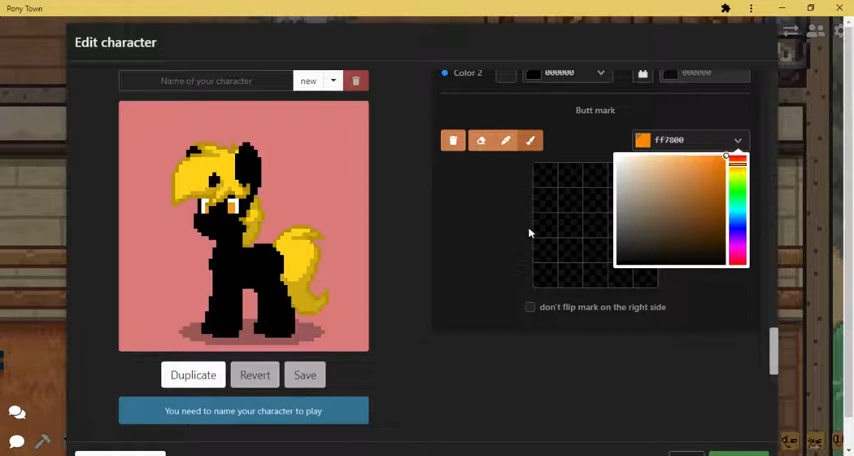 Pony Town
Edit character
Name of your character
new
Color 2
000000
000000
Butt mark
ff7800
don't flip mark on the right side
Duplicate
Revert
Save
You need to name your character to play